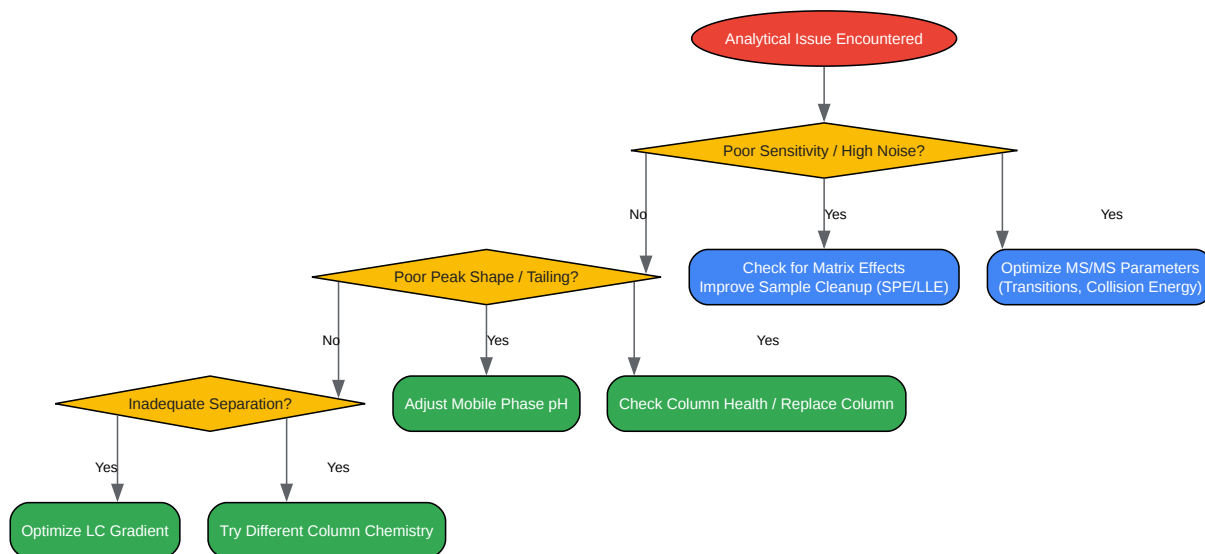 Analytical Issue Encountered
Poor Sensitivity / High Noise?
No
Yes
Yes
Poor Peak Shape / Tailing?
Check for Matrix Effects
Improve Sample Cleanup (SPE/LLE)
Optimize MS/MS Parameters
(Transitions, Collision Energy)
No
Yes
Yes
Inadequate Separation?
Adjust Mobile Phase pH
Check Column Health / Replace Column
Yes
Yes
Optimize LC Gradient
Try Different Column Chemistry